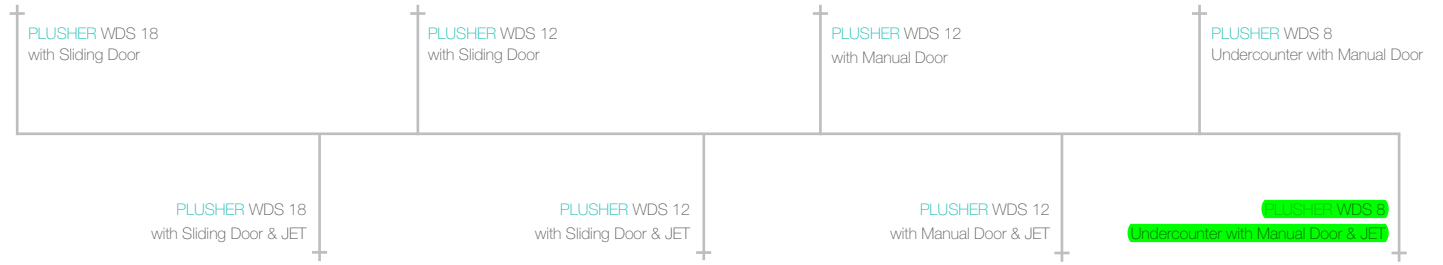 PLUSHER WDS 18
with Sliding Door
PLUSHER WDS 12
with Sliding Door
PLUSHER WDS 12
with Manual Door
PLUSHER WDS 8
Undercounter with Manual Door
PLUSHER WDS 18
with Sliding Door & JET
PLUSHER WDS 12
with Sliding Door & JET
PLUSHER WDS 12
with Manual Door & JET
PLUSHER WDS 8
Undercounter with Manual Door & JET